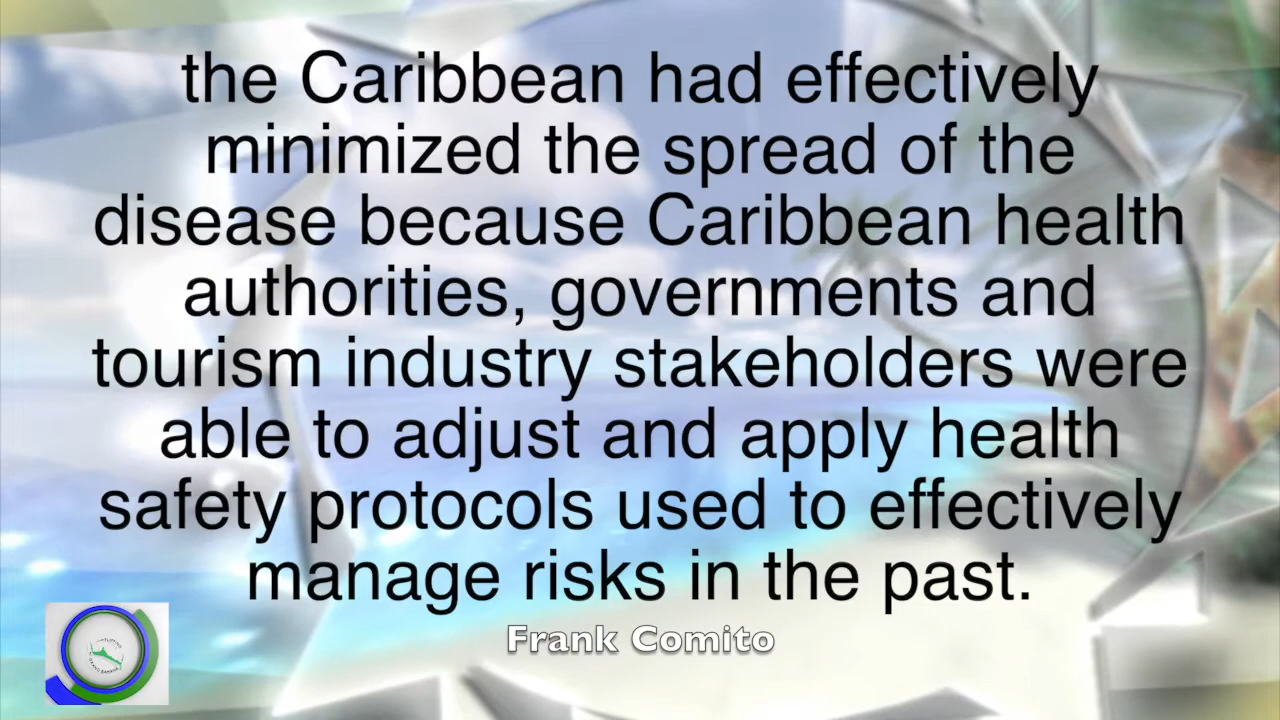 the Caribbean had effectively
minimized the spread of the
disease because Caribbean health
authorities, governments and
tourism industry stakeholders were
able to adjust and apply health
safety protocols used to effectively
manage risks in the past.
Frank Comito